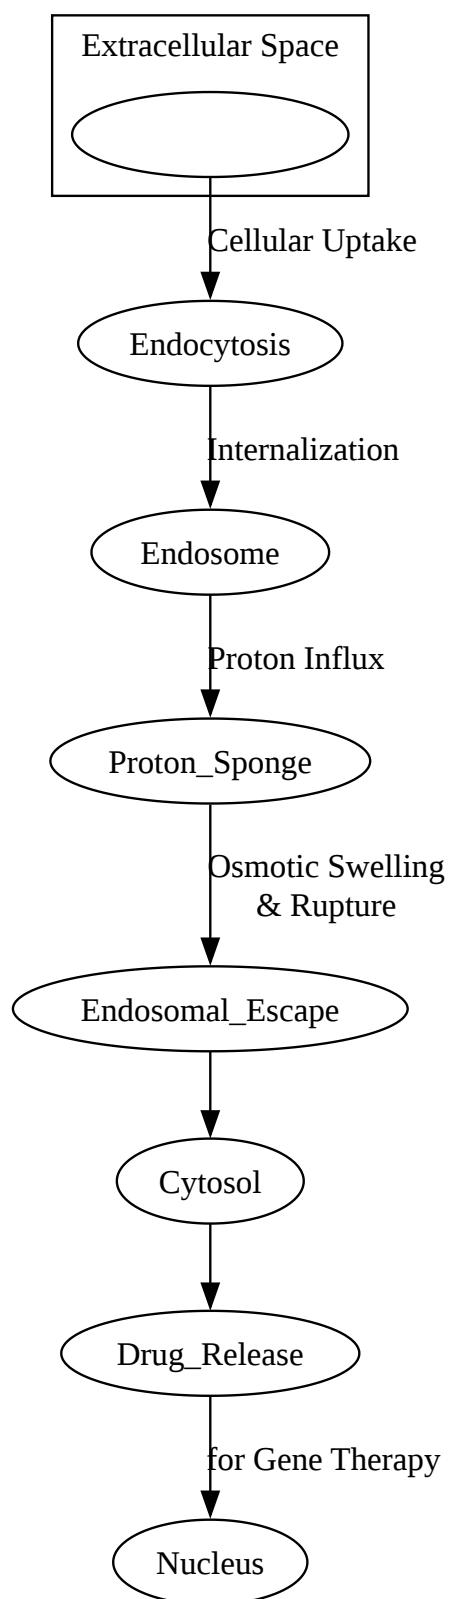 Extracellular Space
Cellular Uptake
Endocytosis
Internalization
Endosome
Proton Influx
Proton_Sponge
Osmotic Swelling
& Rupture
Endosomal_Escape
Cytosol
Drug_Release
for Gene Therapy
Nucleus